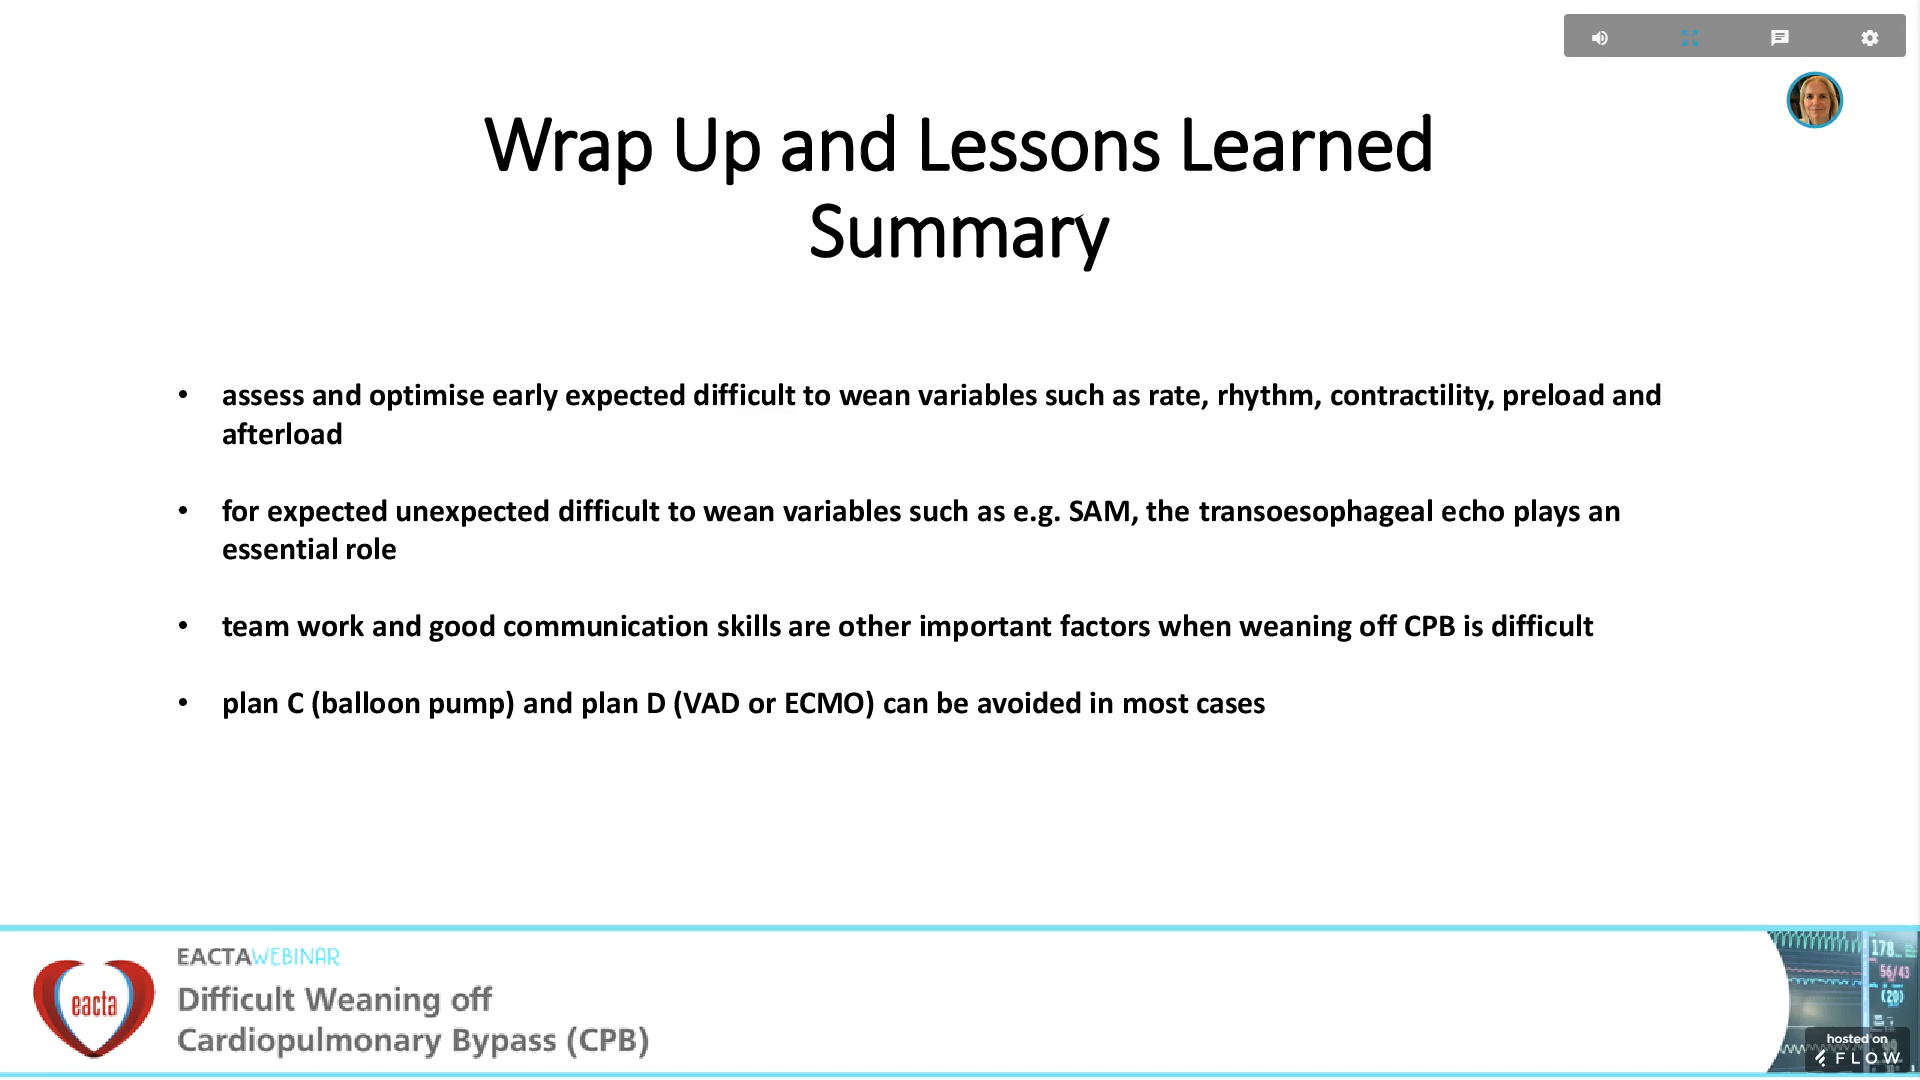 Wrap Up and Lessons Learned
Summary
• assess and optimise early expected difficult to wean variables such as rate, rhythm, contractility, preload and
afterload
• for expected unexpected difficult to wean variables such as e.g. SAM, the transoesophageal echo plays an
essential role
• team work and good communication skills are other important factors when weaning off CPB is difficult
• plan C (balloon pump) and plan D (VAD or ECMO) can be avoided in most cases
eacta
EACTAWEBINAR
Difficult Weaning off
Cardiopulmonary Bypass (CPB)
178
56/43
(20)
hosted on
FLOW